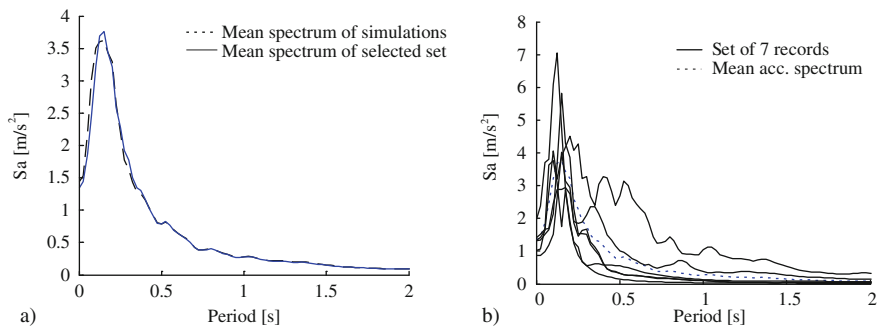 4
3.5
3
2.5
2
1.5
1
0.5
0
Sa [m/s²]
Mean spectrum of simulations
Mean spectrum of selected set
0 0.5 1 1.5 2
Period [s]
a)
8
7
6
5
4
3
2
1
0
Sa [m/s²]
Set of 7 records
Mean acc. spectrum
0 0.5 1 1.5 2
Period [s]
b)